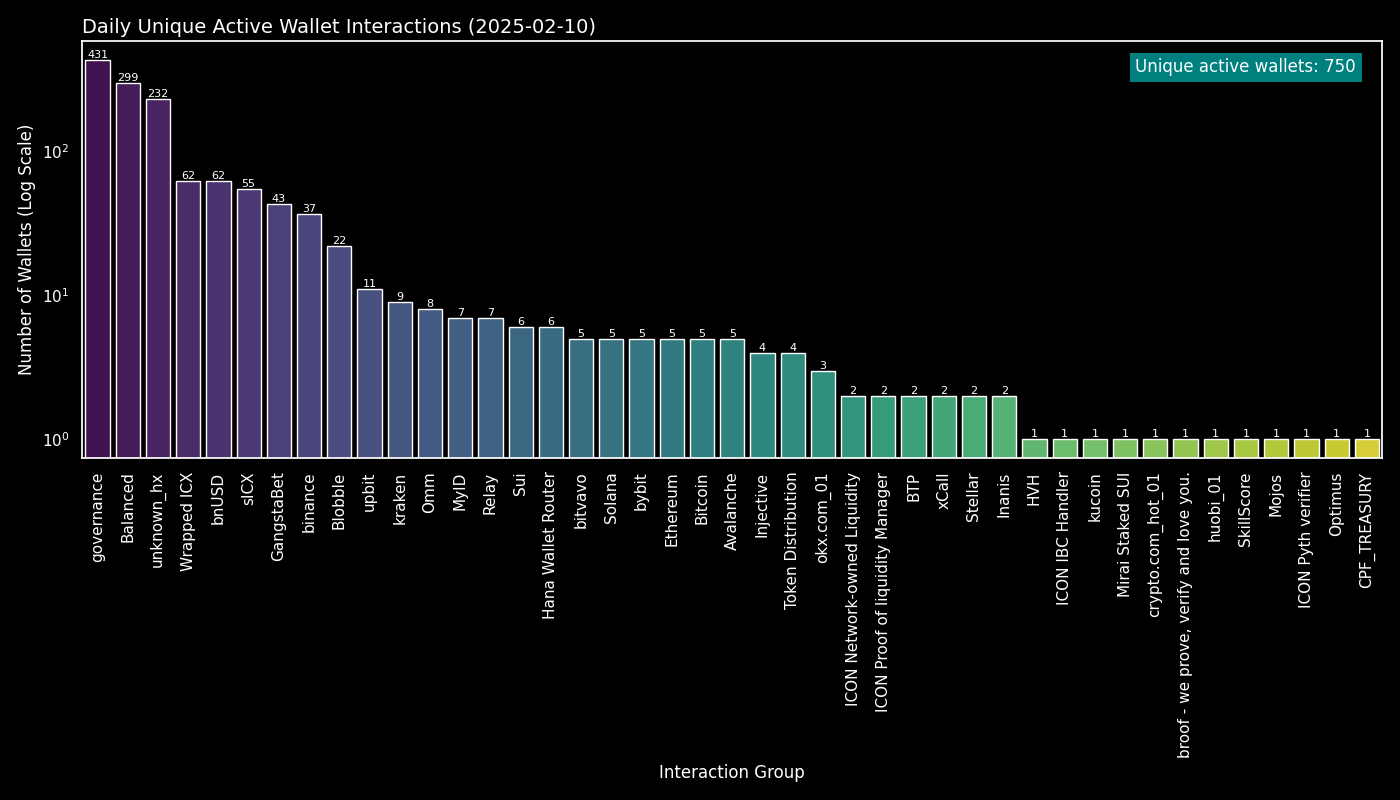 Daily Unique Active Wallet Interactions (2025-02-10)
Unique active wallets: 750
Number of Wallets (Log Scale)
10²
10¹
10⁰
431
299
232
62
62
55
43
37
22
11
9
8
7
7
6
6
5
5
5
5
5
5
4
4
3
2
2
2
2
2
2
1
1
1
1
1
1
1
1
1
1
1
1
governance
Balanced
unknown_hx
Wrapped ICX
bnUSD
sICX
GangstaBet
binance
Blobble
upbit
kraken
Omm
MyID
Relay
Sui
Hana Wallet Router
bitvavo
Solana
bybit
Ethereum
Bitcoin
Avalanche
Injective
Token Distribution
okx.com_01
ICON Network-owned Liquidity
ICON Proof of liquidity Manager
BTP
xCall
Stellar
Inanis
HVH
ICON IBC Handler
kucoin
Mirai Staked SUI
crypto.com_hot_01
broof - we prove, verify and love you.
huobi_01
SkillScore
Mojos
ICON Pyth verifier
Optimus
CPF_TREASURY
Interaction Group